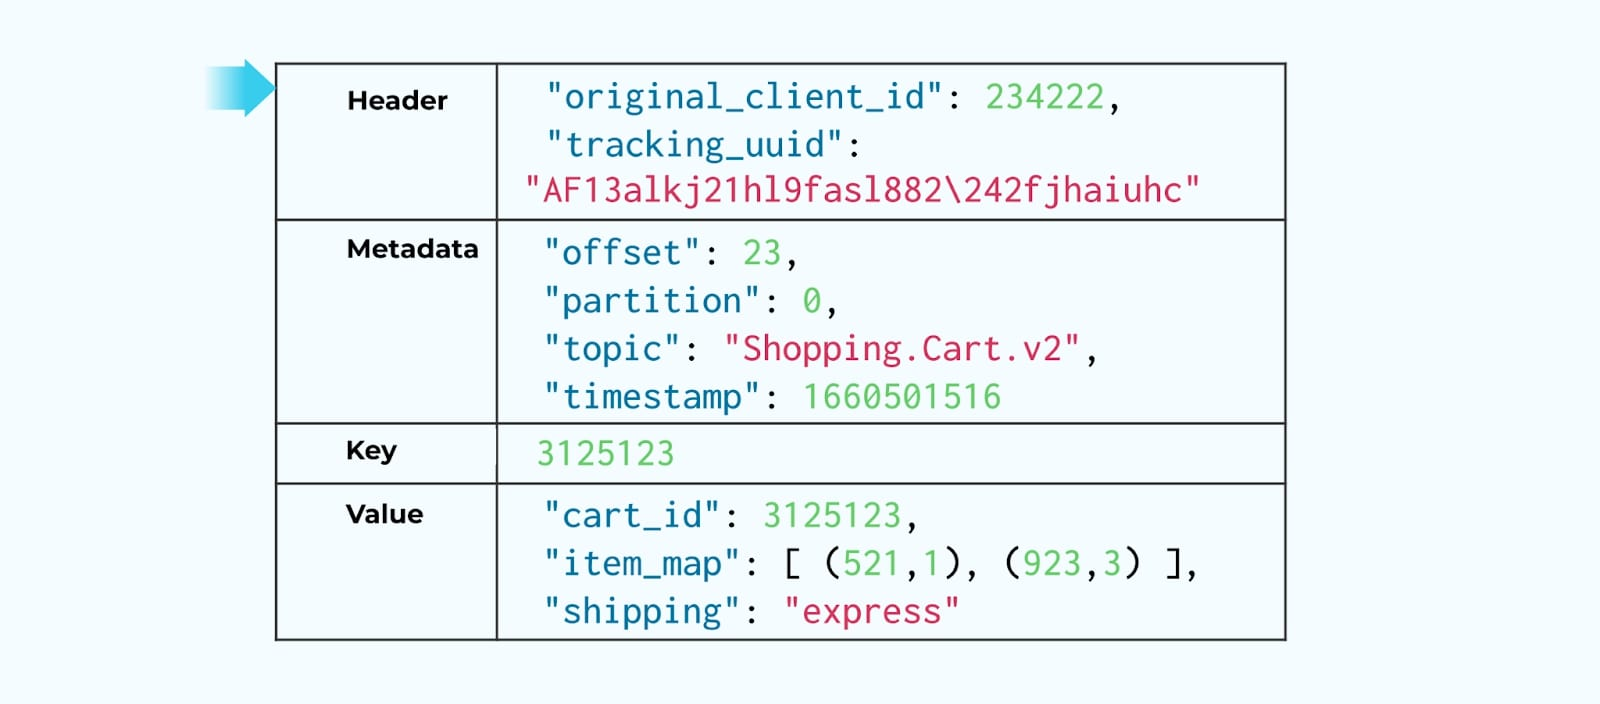 Header
"original_client_id": 234222,
"tracking_uuid":
"AF13alkj21hl9fasl882\242fjhaiuhc"
Metadata
"offset": 23,
"partition": 0,
"topic": "Shopping.Cart.v2",
"timestamp": 1660501516
Key
3125123
Value
"cart_id": 3125123,
"item_map": [ (521,1), (923,3) ],
"shipping": "express"